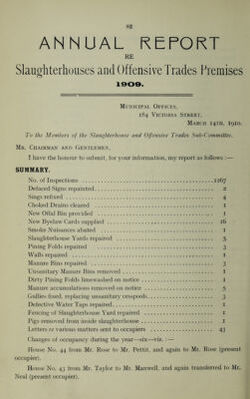 82
ANNUAL REPORT
RE
Slaughterhouses and Offensive Trades Premises
1909.
MUNICIPAL OFFICES,
184 VICTORIA STREET,
MARCH 14TH, 1910.
To the Members of the Slaughterhouse and Offensive Trades Sub-Committee.
MR. CHAIRMAN AND GENTLEMEN,
I have the honour to submit, for your information, my report as follows :—
SUMMARY.
No. of Inspections 1167
Defaced Signs repainted 2
Sings refixed 4
Choked Drains cleared 1
New Offal Bin provided 1
New Byelaw Cards supplied 16
Smoke Nuisances abated 1
Slaughterhouse Yards repaired 5
Pining Folds repaired 3
Walls repaired 1
Manure Bins repaired 3
Unsanitary Manure Bins removed 1
Dirty Pining Folds limewashed on notice 1
Manure accumulations removed on notice 5
Gullies fixed, replacing unsanitary cesspools 3
Defective Water Taps repaired 1
Fencing of Slaughterhouse Yard repaired 1
Pigs removed from inside slaughterhouse 1
Letters re various matters sent to occupiers 43
Changes of occupancy during the year—six—viz. :—
House No. 44 from Mr. Rose to Mr. Pettit, and again to Mr. Rose (present
occupier).
House No. 43 from Mr. Taylor to Mr. Maxwell, and again transferred to Mr.
Neal (present occupier).